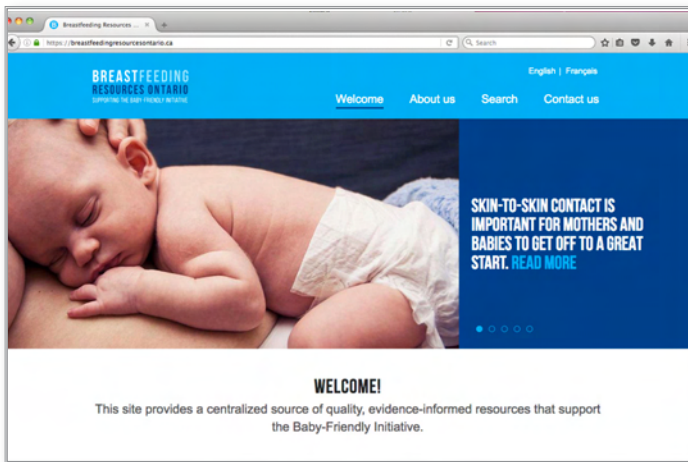 Breastfeeding Resources ...
https://breastfeedingresourcesontario.ca
Search
English | Français
BREASTFEEDING
RESOURCES ONTARIO
SUPPORTING THE BABY-FRIENDLY INITIATIVE
Welcome About us Search Contact us
SKIN-TO-SKIN CONTACT IS
IMPORTANT FOR MOTHERS AND
BABIES TO GET OFF TO A GREAT
START. READ MORE
WELCOME!
This site provides a centralized source of quality, evidence-informed resources that support
the Baby-Friendly Initiative.